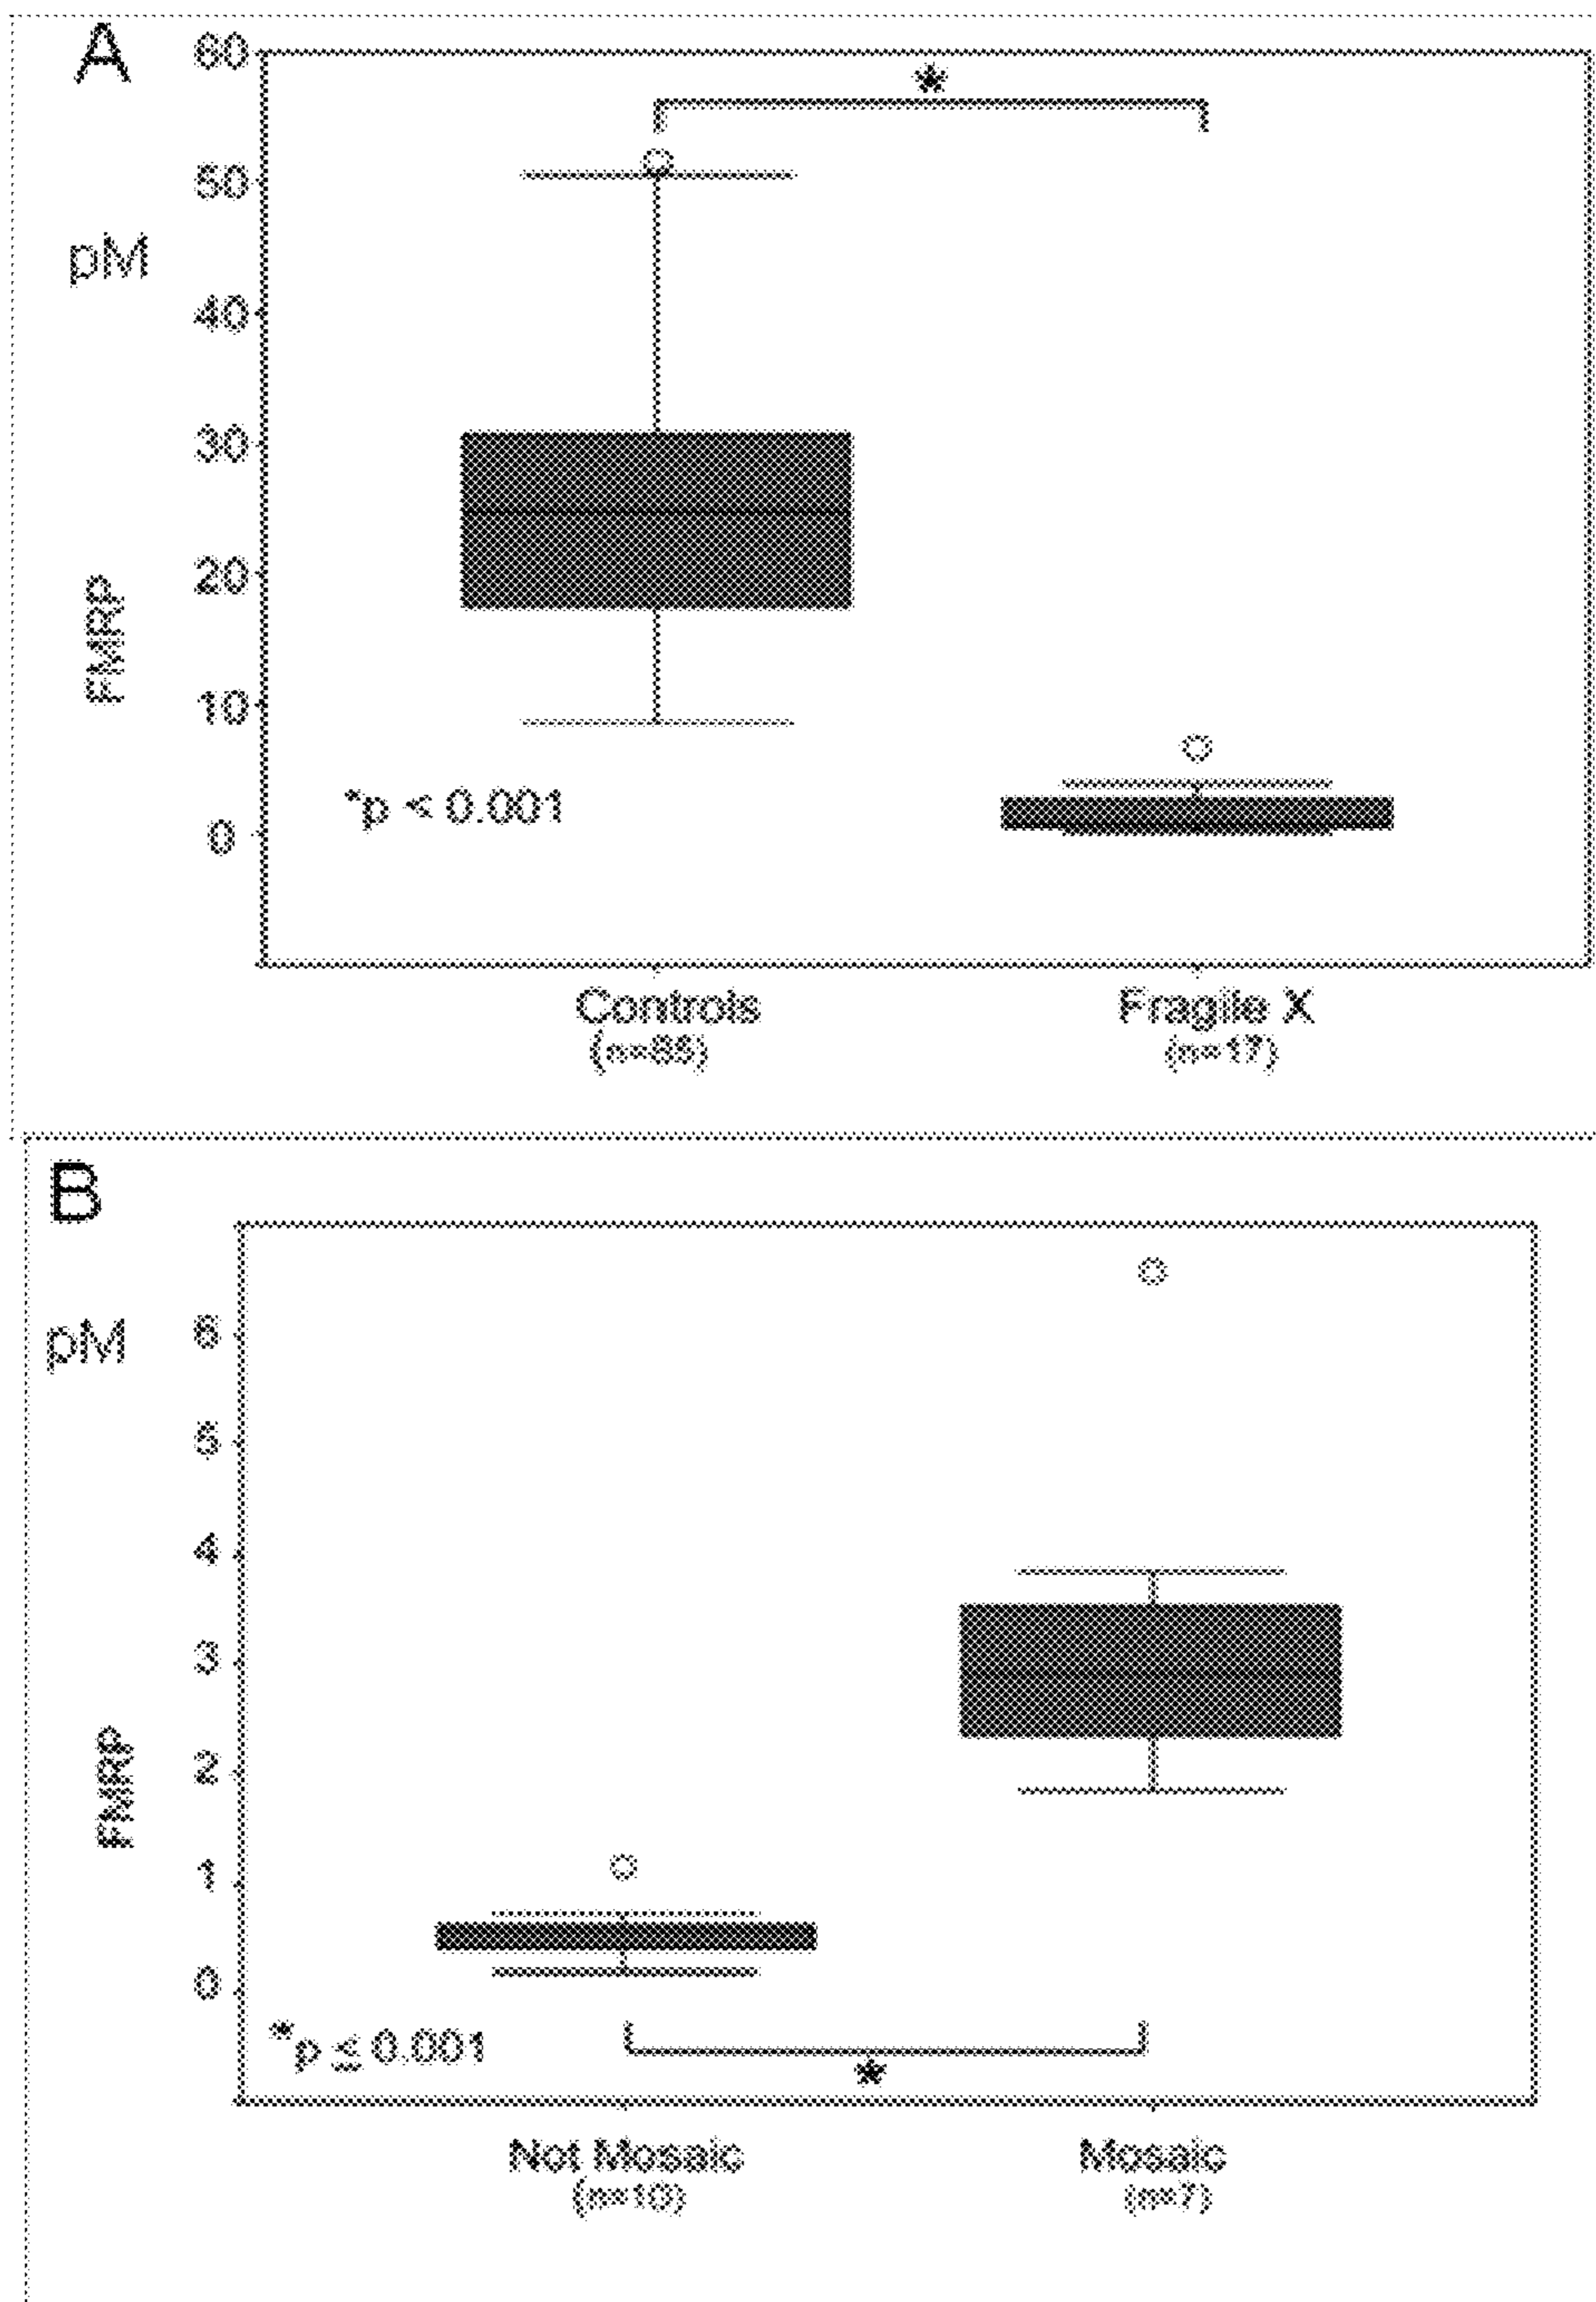 A
60
*
50
pM
40
30
20
FMRP
10
*p < 0.001
0
Controls
Fragile X
(n=85)
(n=17)
B
pM
6
5
4
3
2
FMRP
1
0
*p ≤ 0.001
*
Not Mosaic
Mosaic
(n=10)
(n=7)